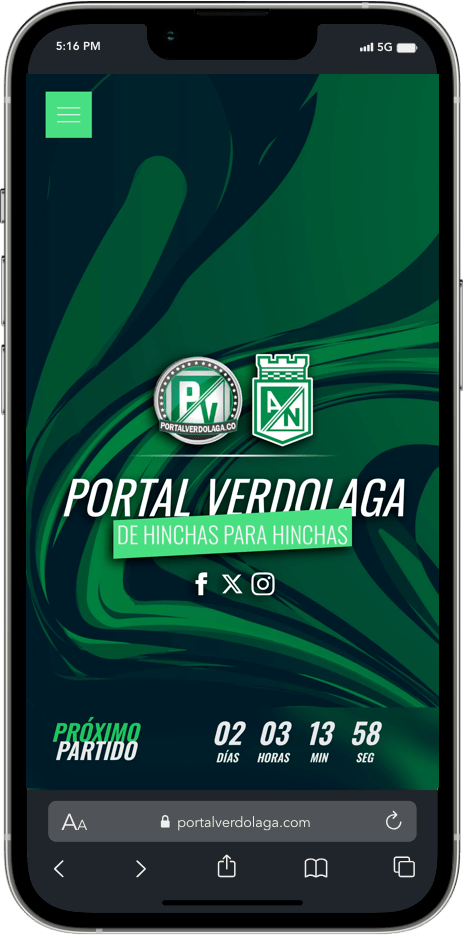 5:16 PM
5G
PV
PORTALVERDOLAGA.CO
AN
PORTAL VERDOLAGA
DE HINCHAS PARA HINCHAS
PRÓXIMO
PARTIDO
02 03 13 58
DÍAS HORAS MIN SEG
AA portalverdolaga.com